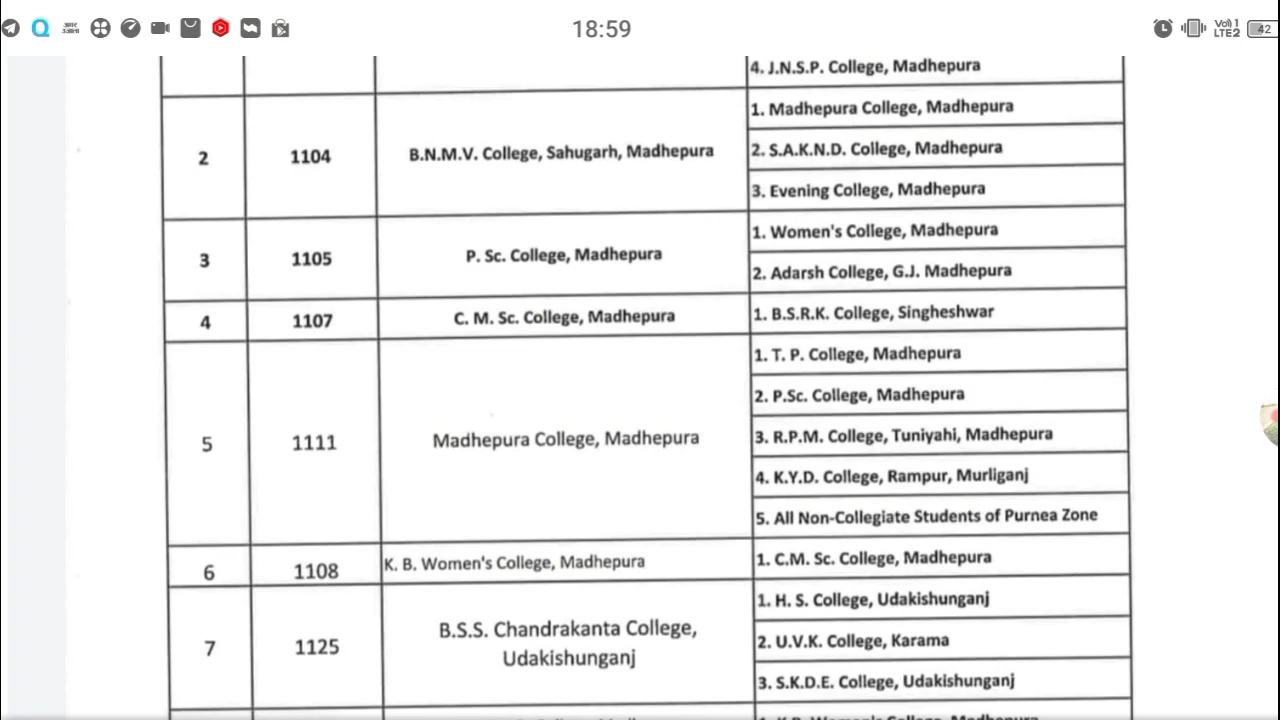 18:59
Vol) 1
LTE2
42
4. J.N.S.P. College, Madhepura
2
1104
B.N.M.V. College, Sahugarh, Madhepura
1. Madhepura College, Madhepura
2. S.A.K.N.D. College, Madhepura
3. Evening College, Madhepura
3
1105
P. Sc. College, Madhepura
1. Women's College, Madhepura
2. Adarsh College, G.J. Madhepura
4
1107
C. M. Sc. College, Madhepura
1. B.S.R.K. College, Singheshwar
5
1111
Madhepura College, Madhepura
1. T. P. College, Madhepura
2. P.Sc. College, Madhepura
3. R.P.M. College, Tuniyahi, Madhepura
4. K.Y.D. College, Rampur, Murliganj
5. All Non-Collegiate Students of Purnea Zone
6
1108
K. B. Women's College, Madhepura
1. C.M. Sc. College, Madhepura
7
1125
B.S.S. Chandrakanta College,
Udakishunganj
1. H. S. College, Udakishunganj
2. U.V.K. College, Karama
3. S.K.D.E. College, Udakishunganj